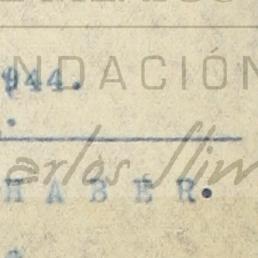 944.
NDACIÓN
Carlos Slim
HABER.